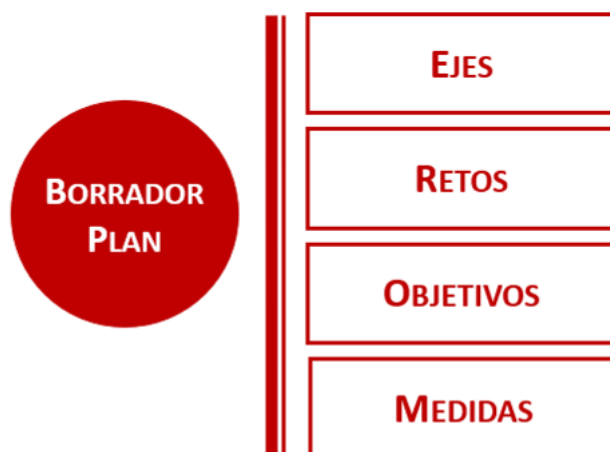 BORRADOR
PLAN
EJES
RETOS
OBJETIVOS
MEDIDAS